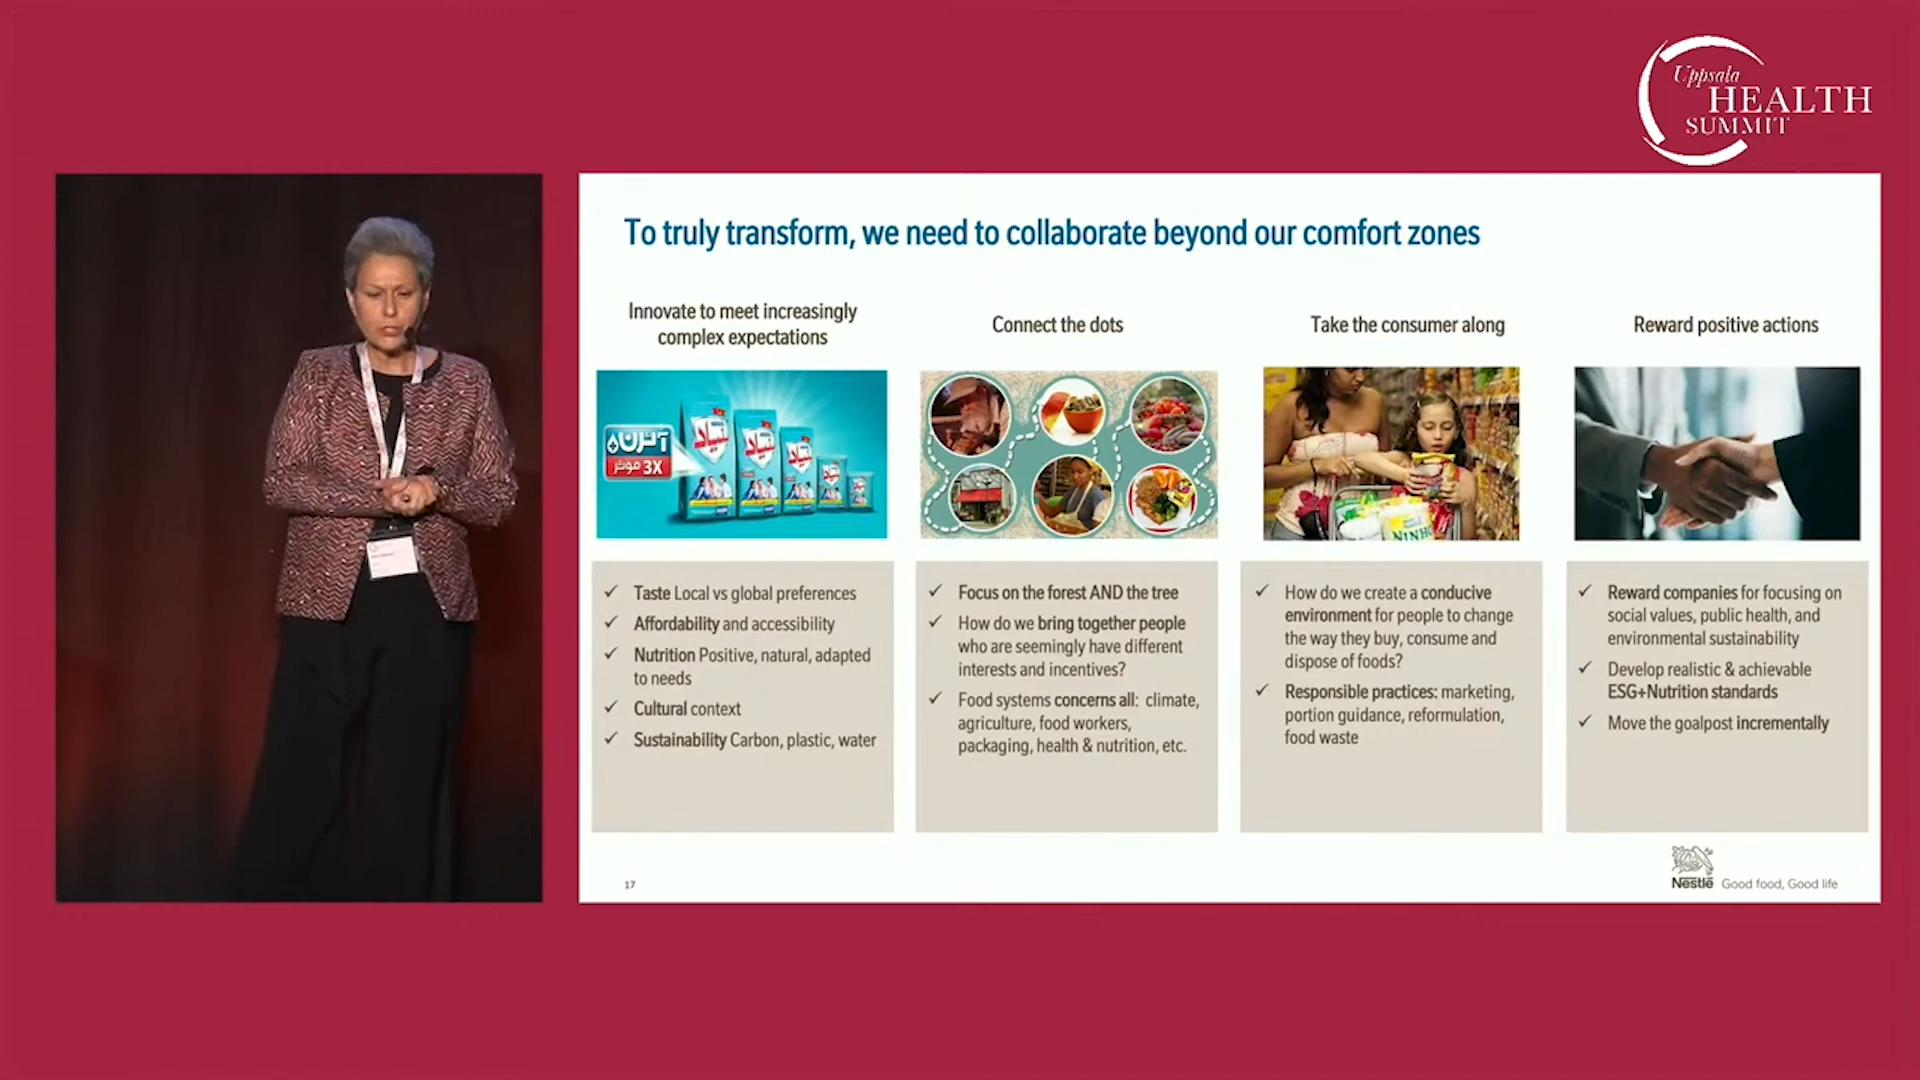 Uppsala
HEALTH
SUMMIT
To truly transform, we need to collaborate beyond our comfort zones
Innovate to meet increasingly
complex expectations
آئرن+
3X مؤثر
بُنیاد
بُنیاد
بُنیاد
Taste Local vs global preferences
Affordability and accessibility
Nutrition Positive, natural, adapted
to needs
Cultural context
Sustainability Carbon, plastic, water
Connect the dots
Focus on the forest AND the tree
How do we bring together people
who are seemingly have different
interests and incentives?
Food systems concerns all: climate,
agriculture, food workers,
packaging, health & nutrition, etc.
Take the consumer along
NINHO
How do we create a conducive
environment for people to change
the way they buy, consume and
dispose of foods?
Responsible practices: marketing,
portion guidance, reformulation,
food waste
Reward positive actions
Reward companies for focusing on
social values, public health, and
environmental sustainability
Develop realistic & achievable
ESG+Nutrition standards
Move the goalpost incrementally
17
Nestlé Good food, Good life